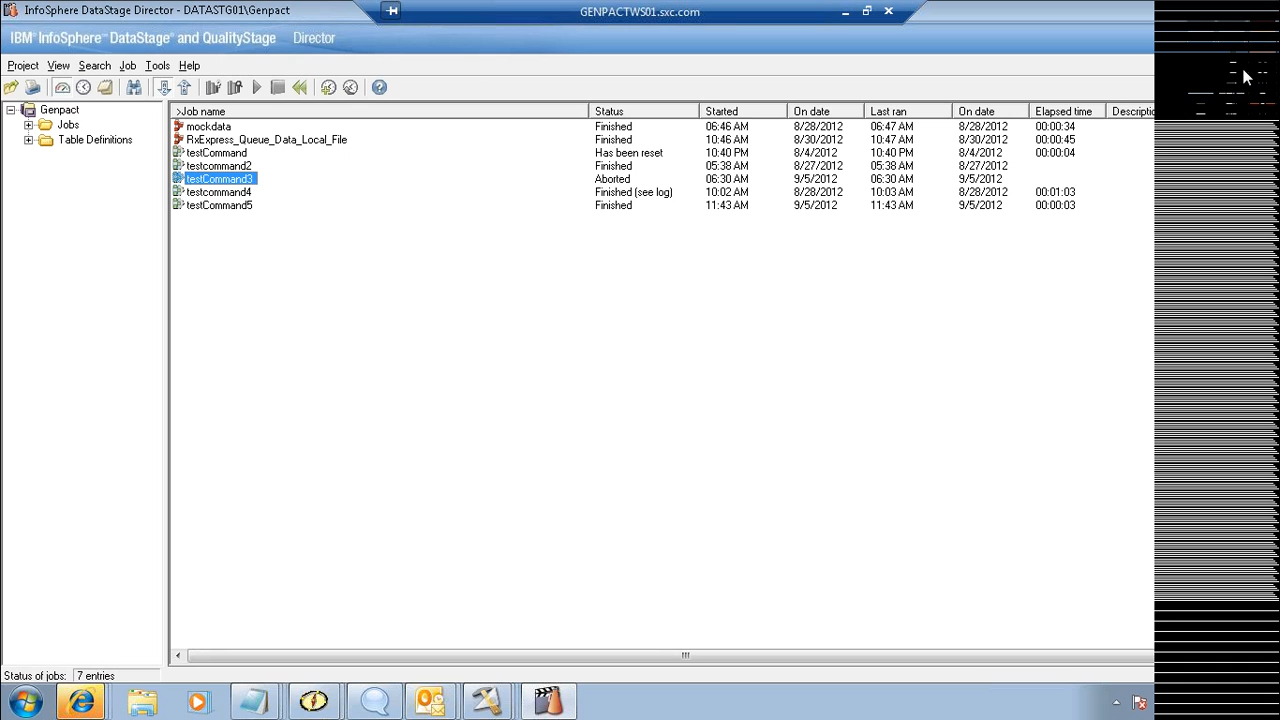 InfoSphere DataStage Director - DATASTG01\Genpact
GENPACTWS01.sxc.com
IBM InfoSphere™ DataStage® and QualityStage Director
Project View Search Job Tools Help
Genpact
Jobs
Table Definitions
Job name Status Started On date Last ran On date Elapsed time Descriptio
mockdata Finished 06:46 AM 8/28/2012 06:47 AM 8/28/2012 00:00:34
RxExpress_Queue_Data_Local_File Finished 10:46 AM 8/30/2012 10:47 AM 8/30/2012 00:00:45
testCommand Has been reset 10:40 PM 8/4/2012 10:40 PM 8/4/2012 00:00:04
testcommand2 Finished 05:38 AM 8/27/2012 05:38 AM 8/27/2012
testCommand3 Aborted 06:30 AM 9/5/2012 06:30 AM 9/5/2012
testcommand4 Finished (see log) 10:02 AM 8/28/2012 10:03 AM 8/28/2012 00:01:03
testCommand5 Finished 11:43 AM 9/5/2012 11:43 AM 9/5/2012 00:00:03
Status of jobs: 7 entries